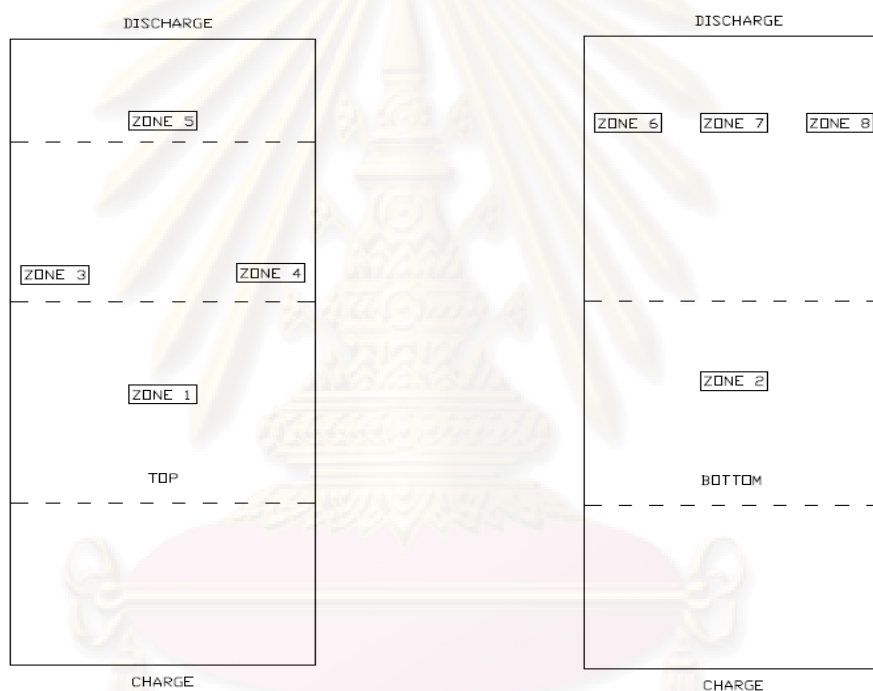 DISCHARGE
ZONE 5
ZONE 3
ZONE 4
ZONE 1
TOP
CHARGE
DISCHARGE
ZONE 6
ZONE 7
ZONE 8
ZONE 2
BOTTOM
CHARGE